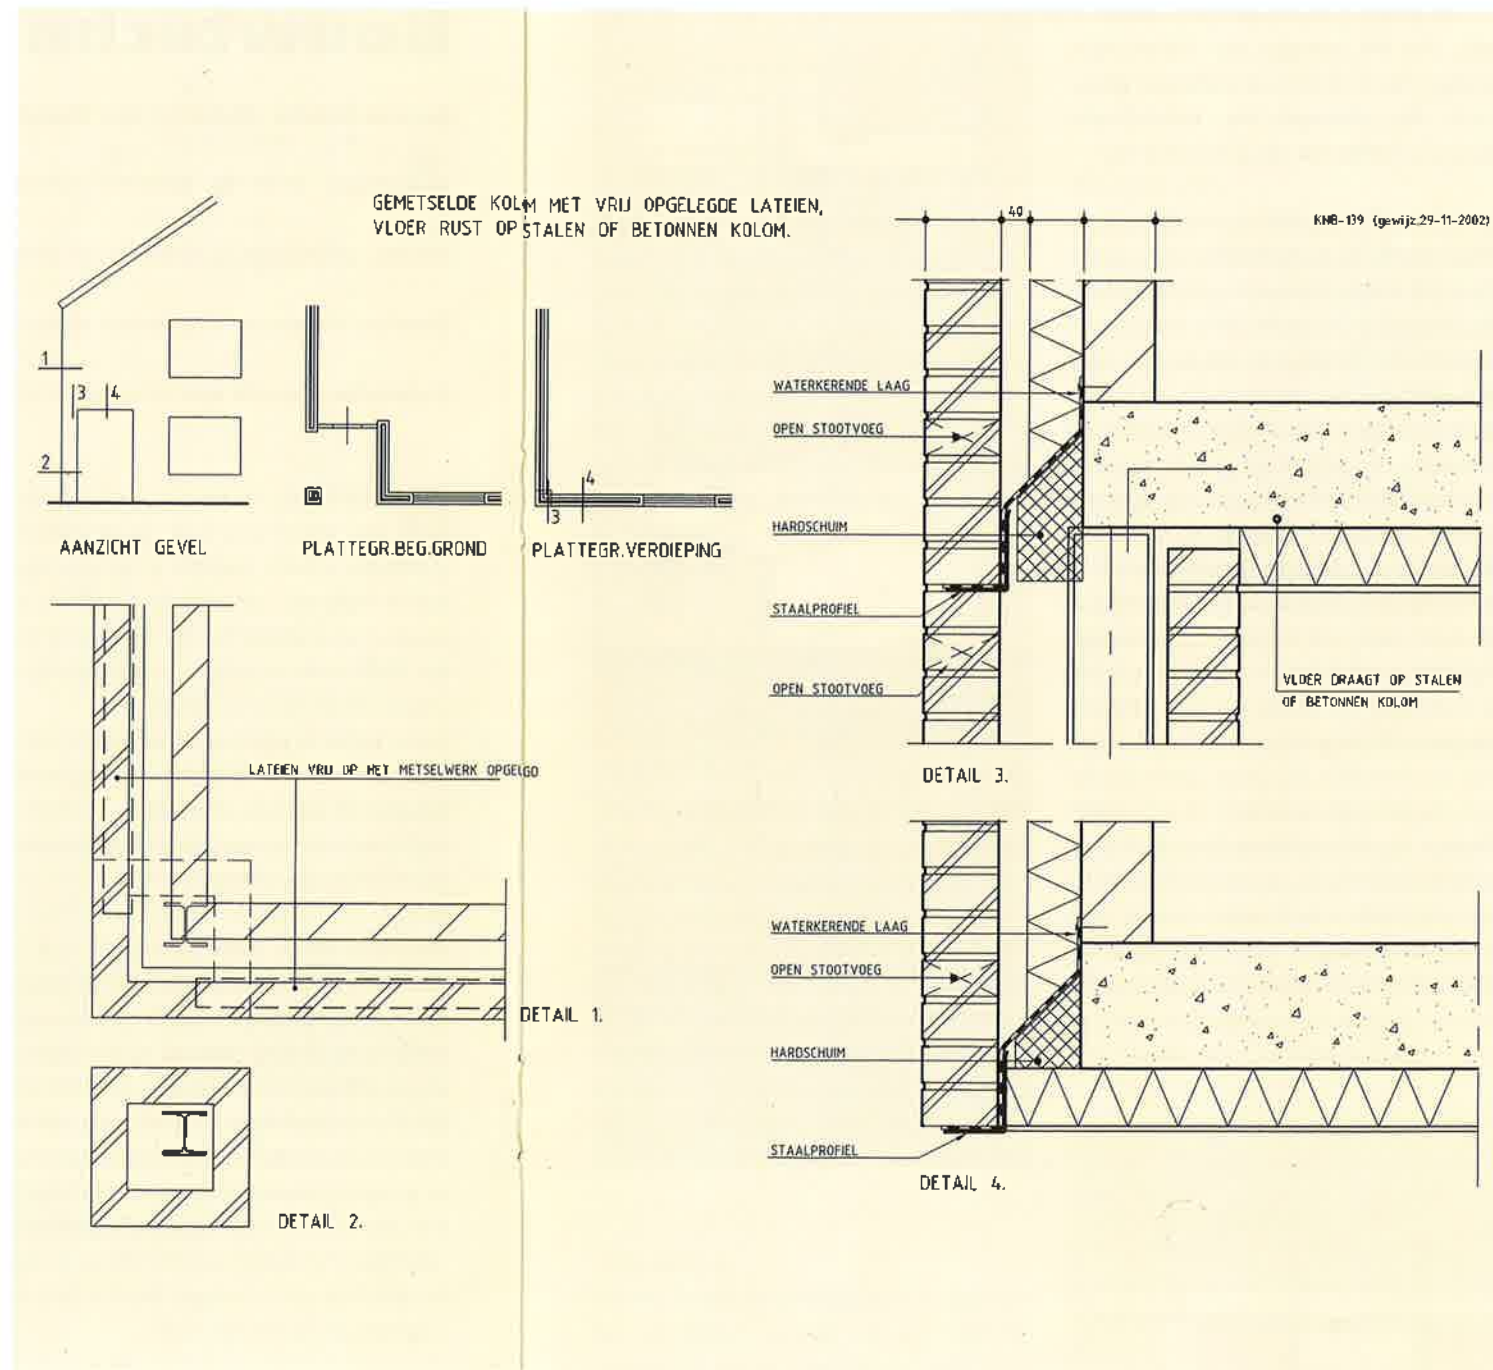 GEMETSELDE KOLM MET VRIJ OPGELEGDE LATEIEN,
VLOER RUST OP STALEN OF BETONNEN KOLOM.
40
KNB-139 (gewijz.29-11-2002)
1
3
4
2
4
3
AANZICHT GEVEL
PLATTEGR.BEG.GROND
PLATTEGR.VERDIEPING
LATEIEN VRIJ OP HET METSELWERK OPGELGD
DETAIL 1.
DETAIL 2.
WATERKERENDE LAAG
OPEN STOOTVOEG
HARDSCHUIM
STAALPROFIEL
OPEN STOOTVOEG
VLOER DRAAGT OP STALEN
OF BETONNEN KOLOM
DETAIL 3.
WATERKERENDE LAAG
OPEN STOOTVOEG
HARDSCHUIM
STAALPROFIEL
DETAIL 4.